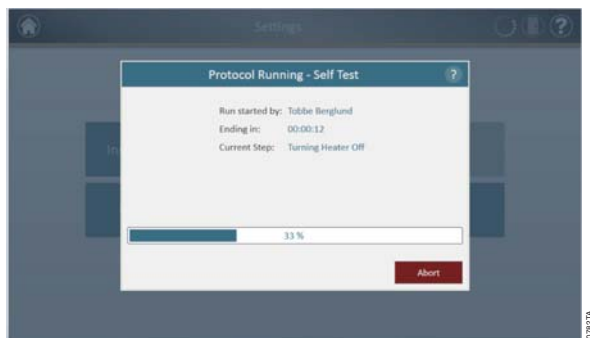 Settings
?
Protocol Running - Self Test ?
Run started by: Tobbe Berglund
Ending in: 00:00:12
Current Step: Turning Heater Off
In
33 %
Abort